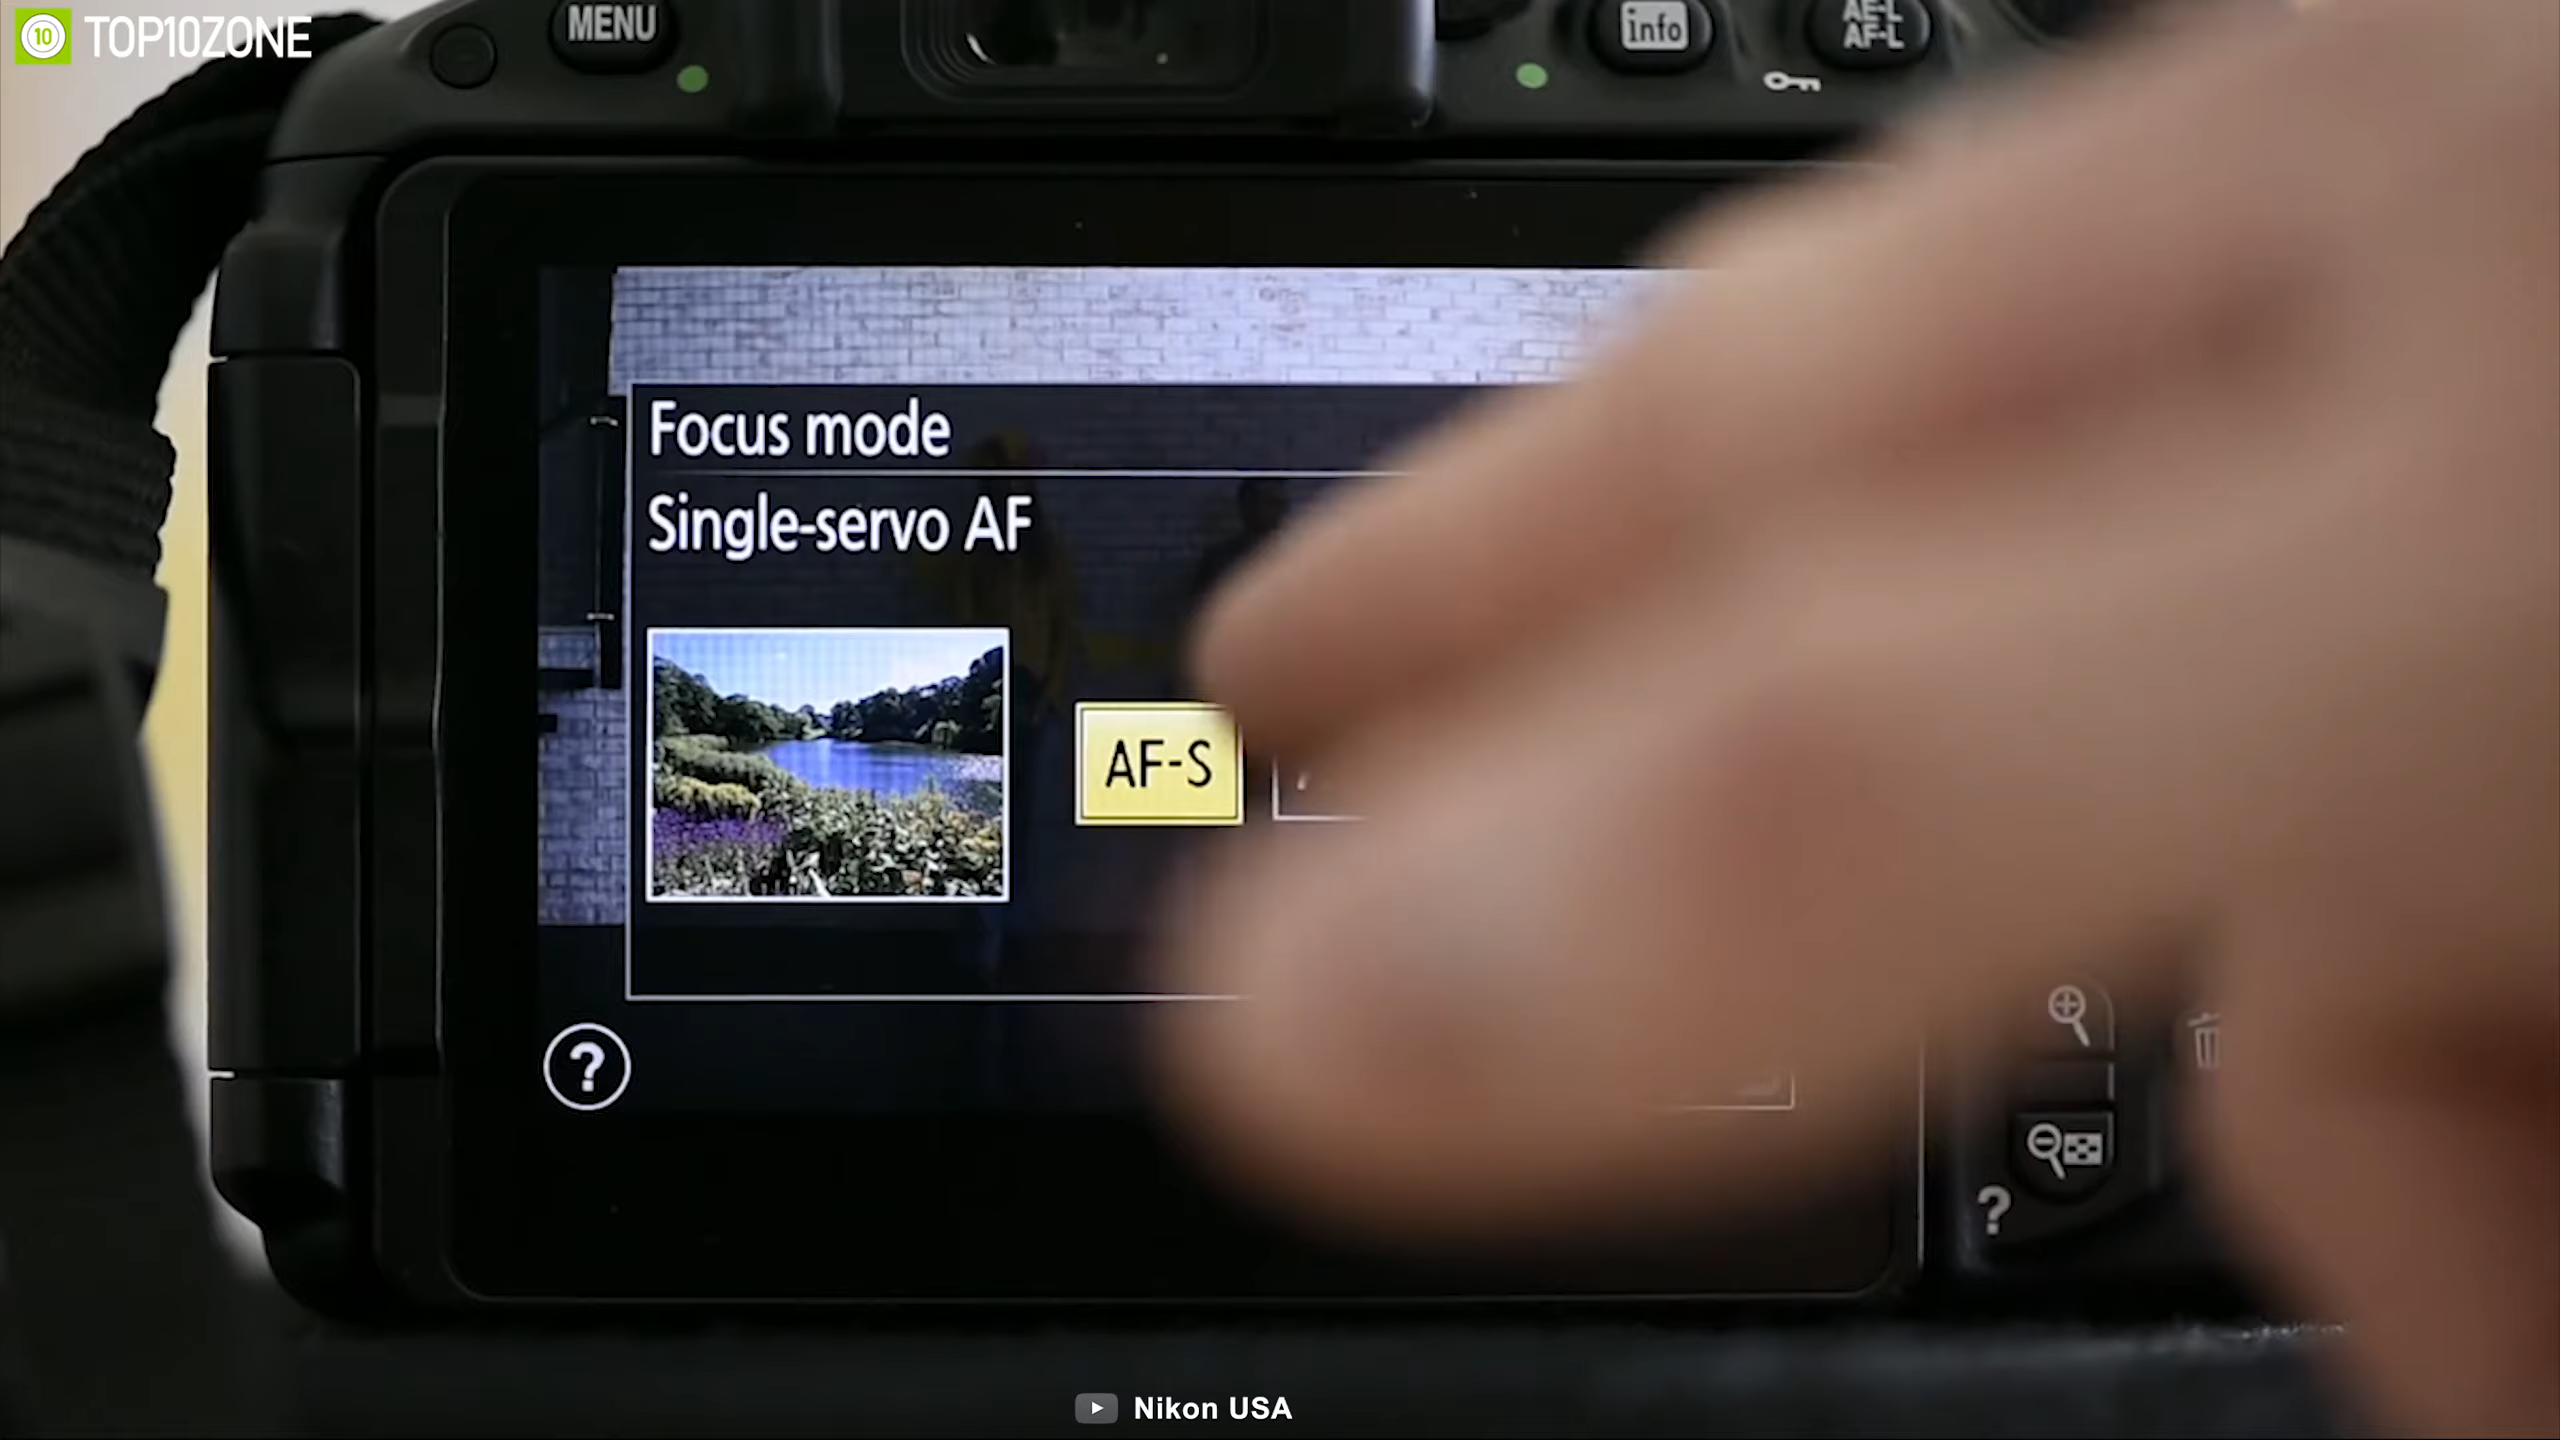 TOP10ZONE
MENU
info
AE-L
AF-L
Focus mode
Single-servo AF
AF-S
?
?
Nikon USA